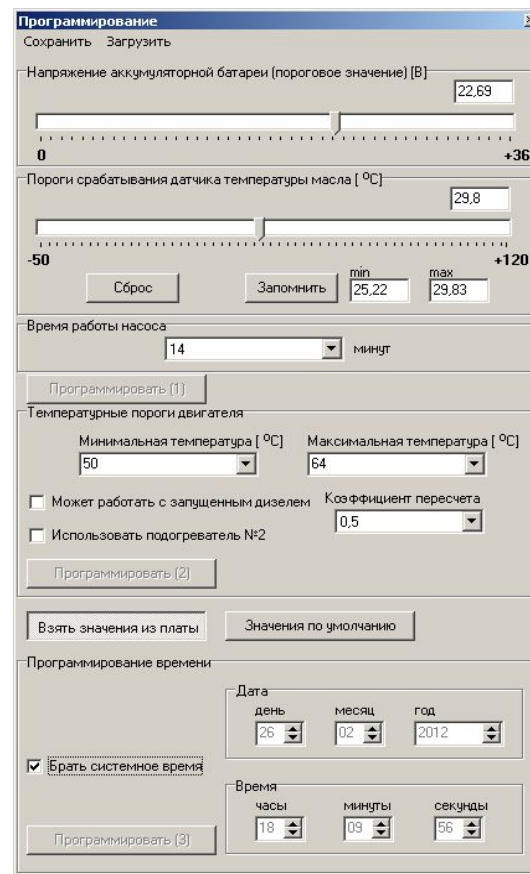 Программирование
Сохранить Загрузить
Напряжение аккумуляторной батареи (пороговое значение) [В]
22,69
0 +36
Пороги срабатывания датчика температуры масла [ ⁰C]
29,8
-50 +120
min max
Сброс Запомнить 25,22 29,83
Время работы насоса
14 минут
Программировать (1)
Температурные пороги двигателя
Минимальная температура [ ⁰C] Максимальная температура [ ⁰C]
50 64
Может работать с запущенным дизелем Коэффициент пересчета
0,5
Использовать подогреватель №2
Программировать (2)
Взять значения из платы Значения по умолчанию
Программирование времени
Дата
день месяц год
26 02 2012
Брать системное время
Время
часы минуты секунды
18 09 56
Программировать (3)